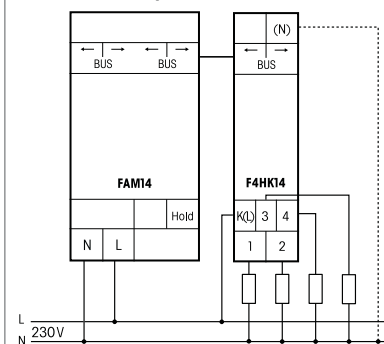 (N)
← → ← →
BUS BUS
← →
BUS
FAM14
F4HK14
Hold
K(L) 3 4
N L
1 2
L
N 230V